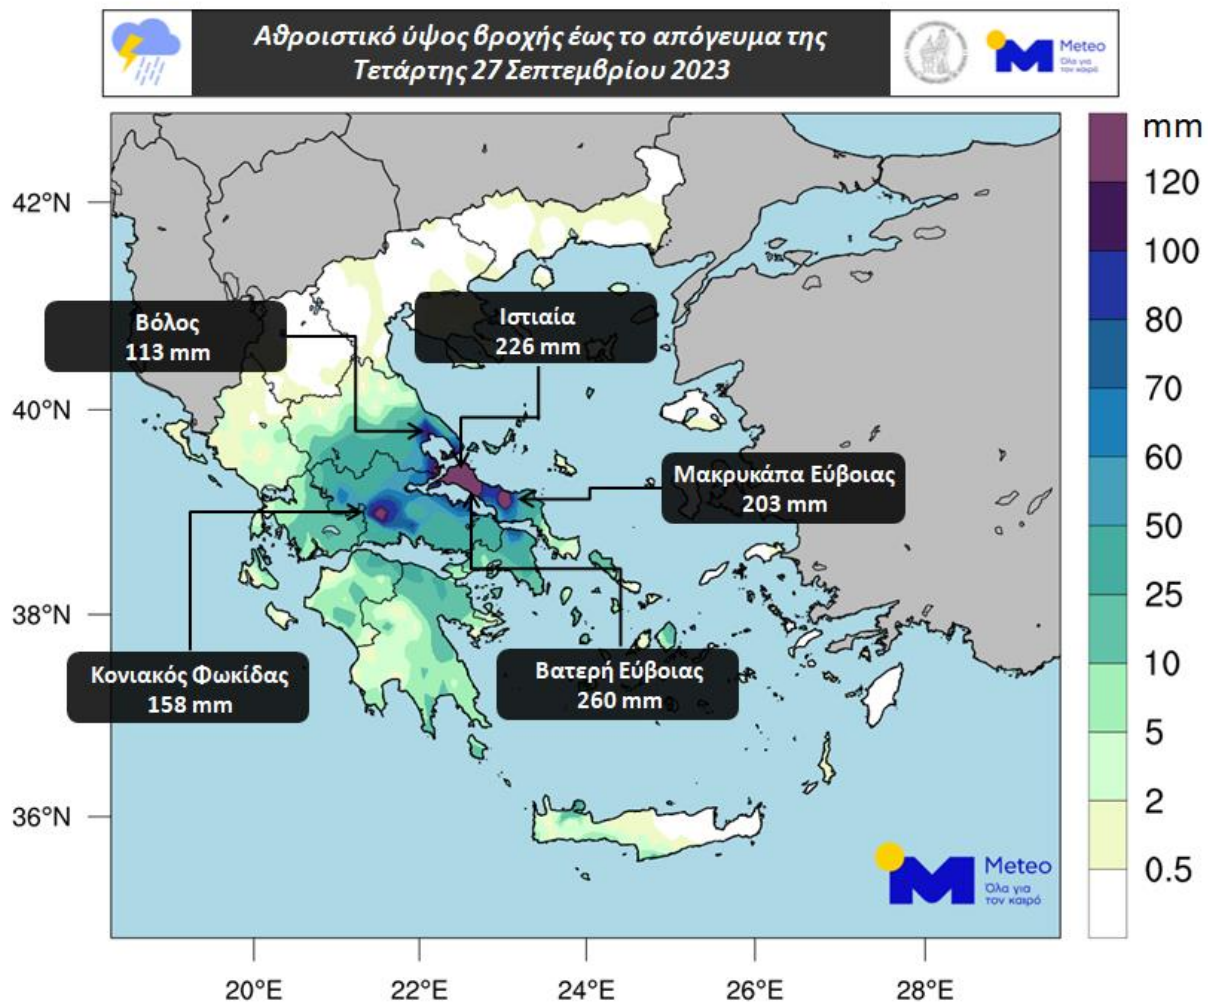 Αθροιστικό ύψος βροχής έως το απόγευμα της
Τετάρτης 27 Σεπτεμβρίου 2023
Meteo
Όλα για
τον καιρό
mm
120
100
80
70
60
50
25
10
5
2
0.5
42°N
40°N
38°N
36°N
Βόλος
113 mm
Ιστιαία
226 mm
Μακρυκάπα Εύβοιας
203 mm
Κονιακός Φωκίδας
158 mm
Βατερή Εύβοιας
260 mm
Meteo
Όλα για
τον καιρό
20°E
22°E
24°E
26°E
28°E